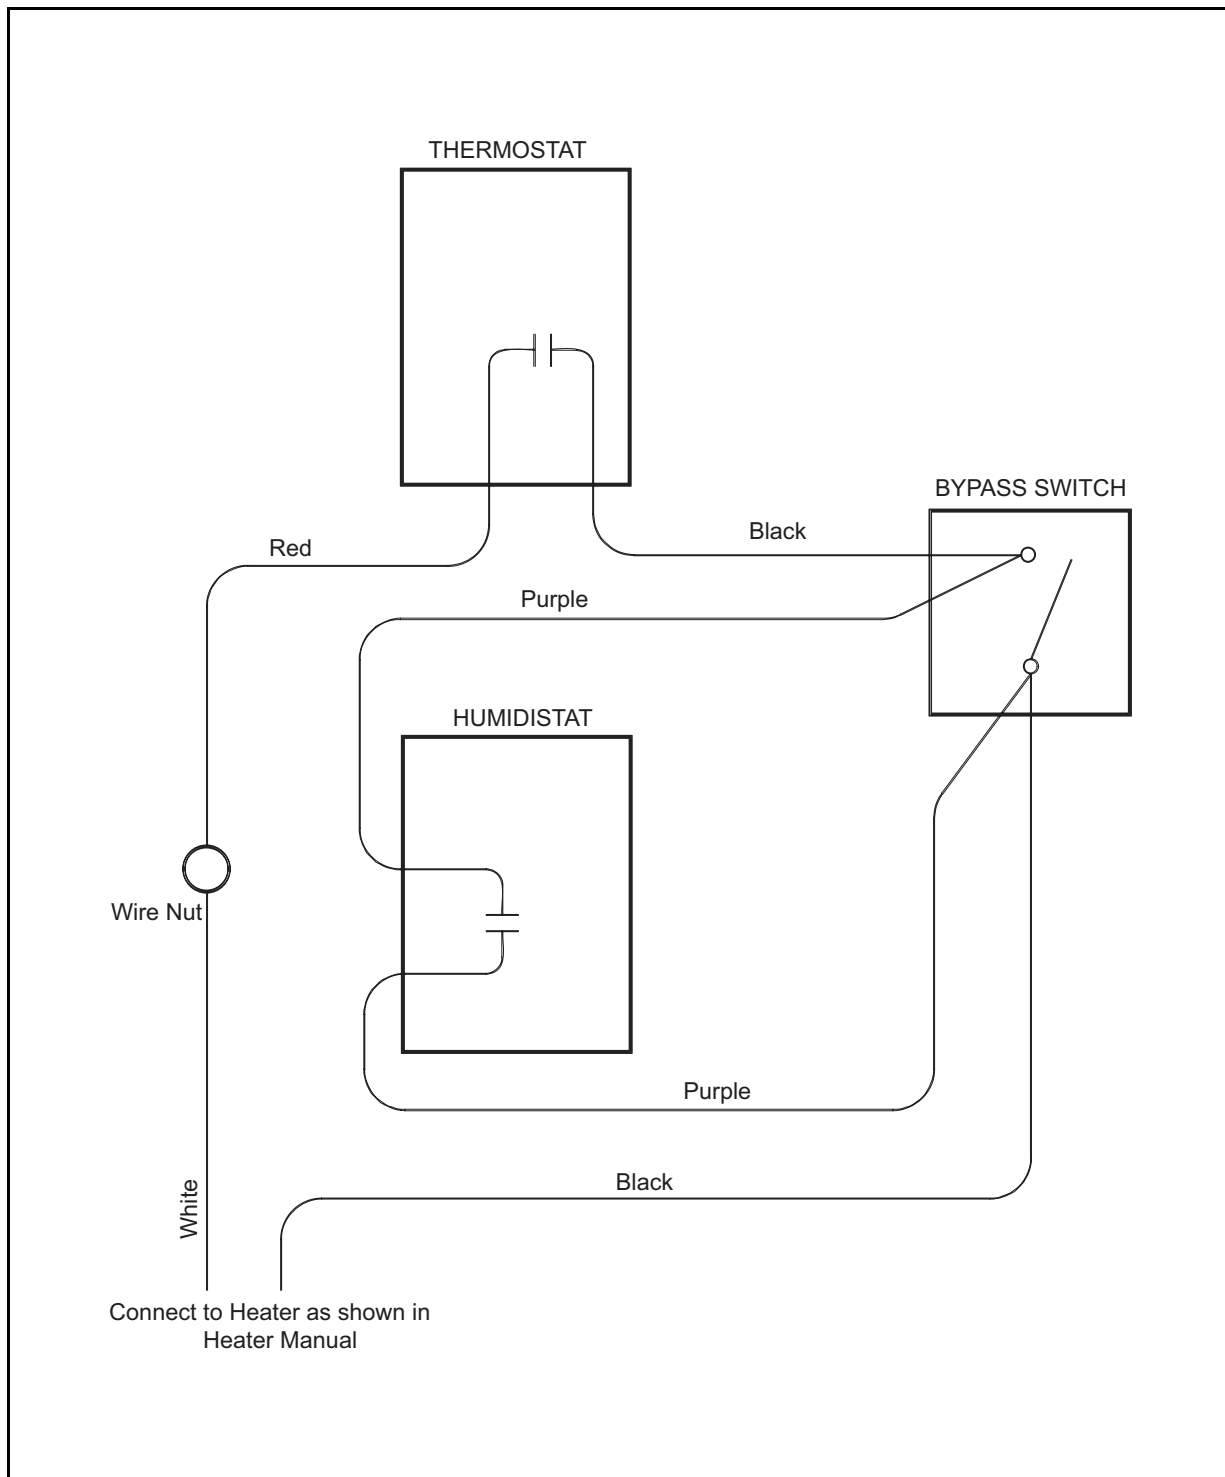 THERMOSTAT
BYPASS SWITCH
Black
Red
Purple
HUMIDISTAT
Wire Nut
Purple
Black
White
Connect to Heater as shown in
Heater Manual